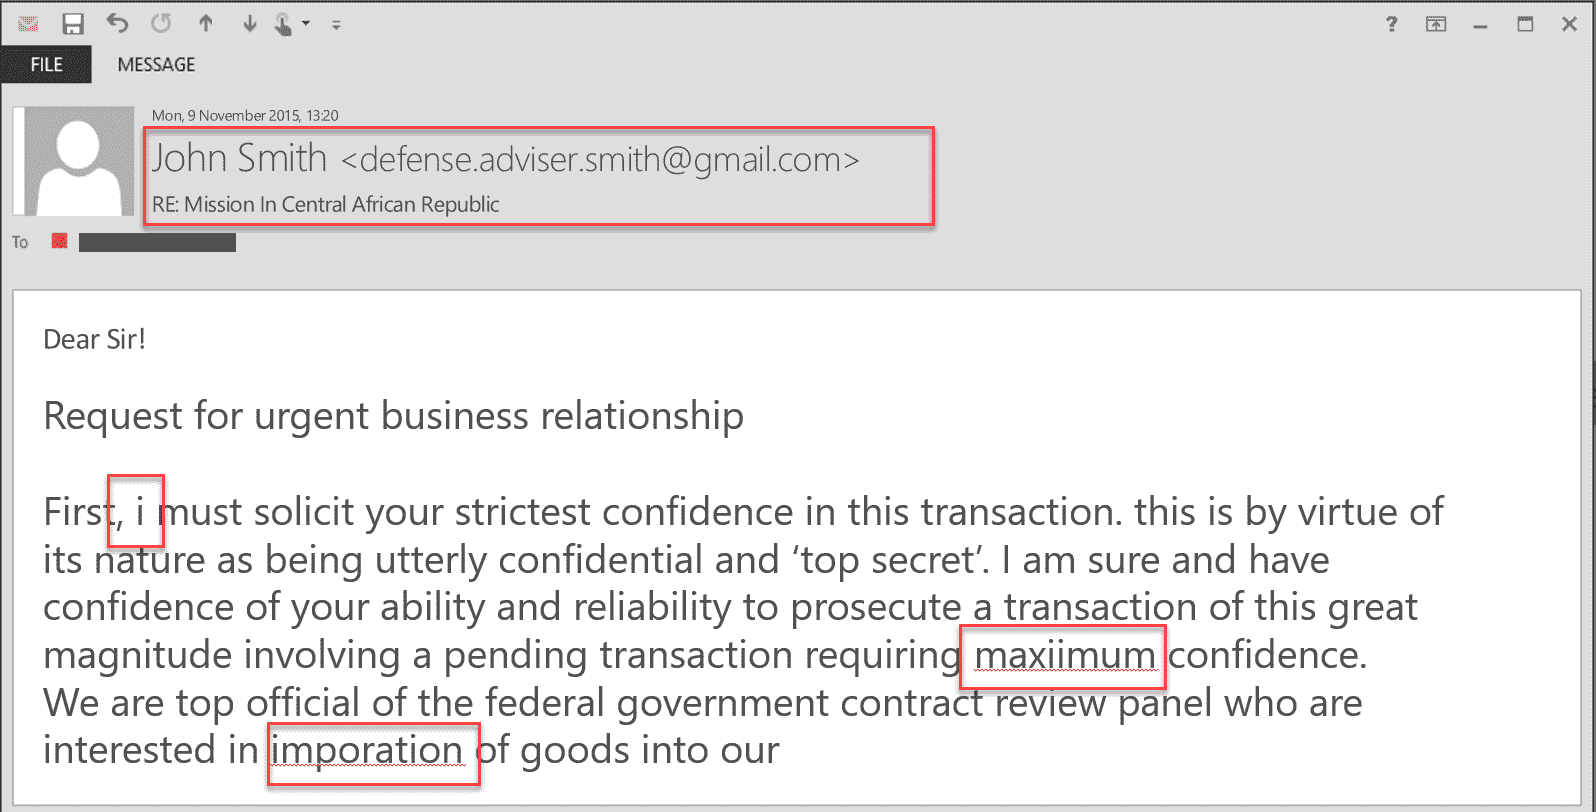 FILE MESSAGE
Mon, 9 November 2015, 13:20
John Smith <defense.adviser.smith@gmail.com>
RE: Mission In Central African Republic
To
Dear Sir!
Request for urgent business relationship
First, i must solicit your strictest confidence in this transaction. this is by virtue of
its nature as being utterly confidential and ‘top secret’. I am sure and have
confidence of your ability and reliability to prosecute a transaction of this great
magnitude involving a pending transaction requiring maxiimum confidence.
We are top official of the federal government contract review panel who are
interested in imporation of goods into our